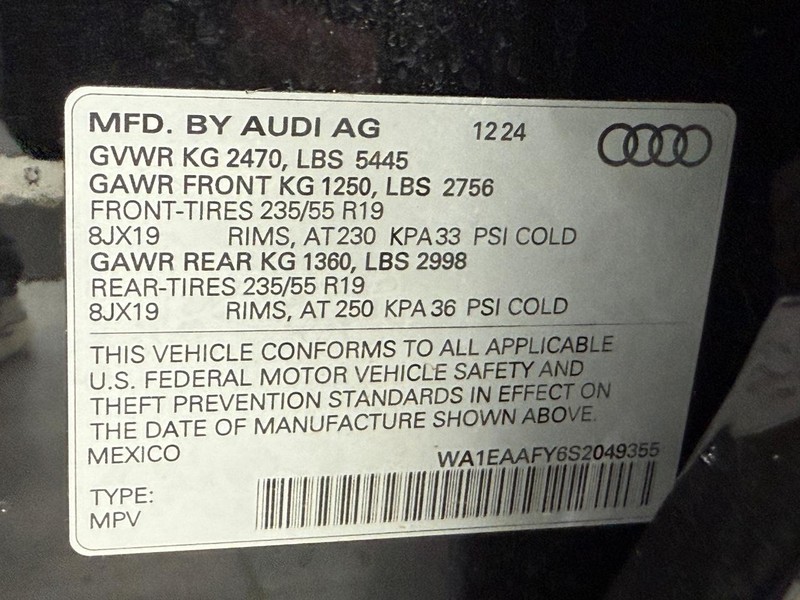 MFD. BY AUDI AG 12 24
GVWR KG 2470, LBS 5445
GAWR FRONT KG 1250, LBS 2756
FRONT-TIRES 235/55 R19
8JX19 RIMS, AT 230 KPA 33 PSI COLD
GAWR REAR KG 1360, LBS 2998
REAR-TIRES 235/55 R19
8JX19 RIMS, AT 250 KPA 36 PSI COLD
THIS VEHICLE CONFORMS TO ALL APPLICABLE
U.S. FEDERAL MOTOR VEHICLE SAFETY AND
THEFT PREVENTION STANDARDS IN EFFECT ON
THE DATE OF MANUFACTURE SHOWN ABOVE.
MEXICO WA1EAAFY6S2049355
TYPE:
MPV